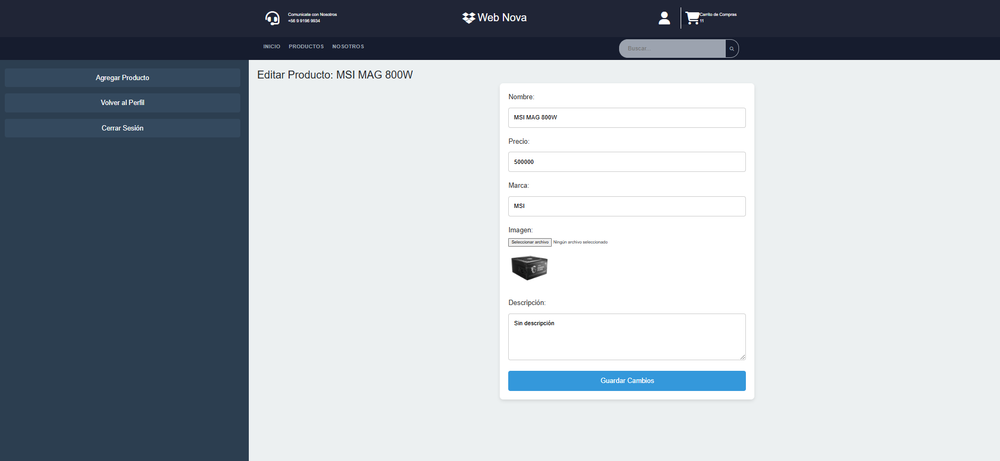 Comunicate con Nosotros
+56 9 9196 9934
Web Nova
Carrito de Compras
11
INICIO PRODUCTOS NOSOTROS
Buscar...
Agregar Producto
Volver al Perfil
Cerrar Sesión
Editar Producto: MSI MAG 800W
Nombre:
MSI MAG 800W
Precio:
500000
Marca:
MSI
Imagen:
Seleccionar archivo Ningún archivo seleccionado
Descripción:
Sin descripción
Guardar Cambios